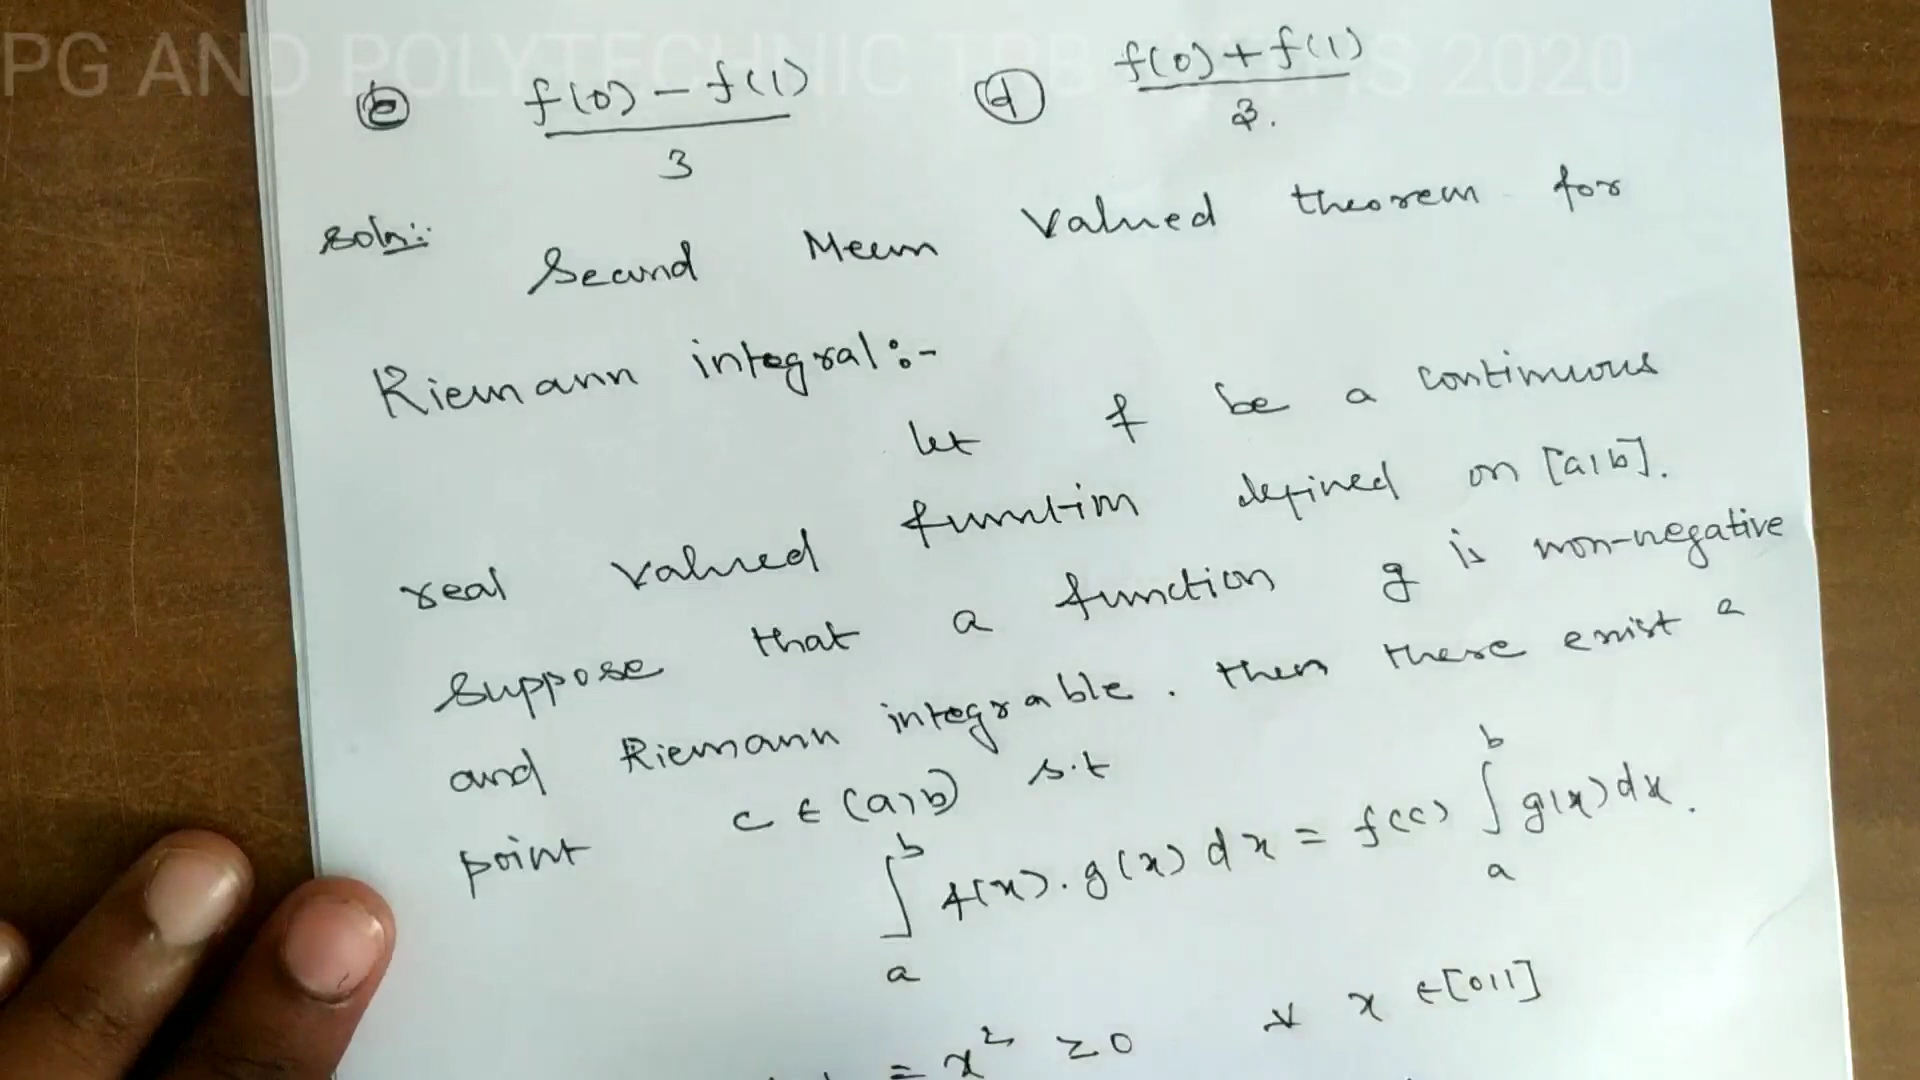 PG AND POLYTECHNIC TRB MATHS 2020
f(0) - f(1) / 3 (d) f(0) + f(1) / 3.
Soln:- Second Mean Valued theorem for
Riemann integral :-
let f be a continuous
real valued function defined on [a,b].
Suppose that a function g is non-negative
and Riemann integrable. then there exist a
point c ∈ (a,b) s.t
∫_a^b f(x).g(x) dx = f(c) ∫_a^b g(x) dx.
= x² ≥ 0 ∀ x ∈ [0,1]